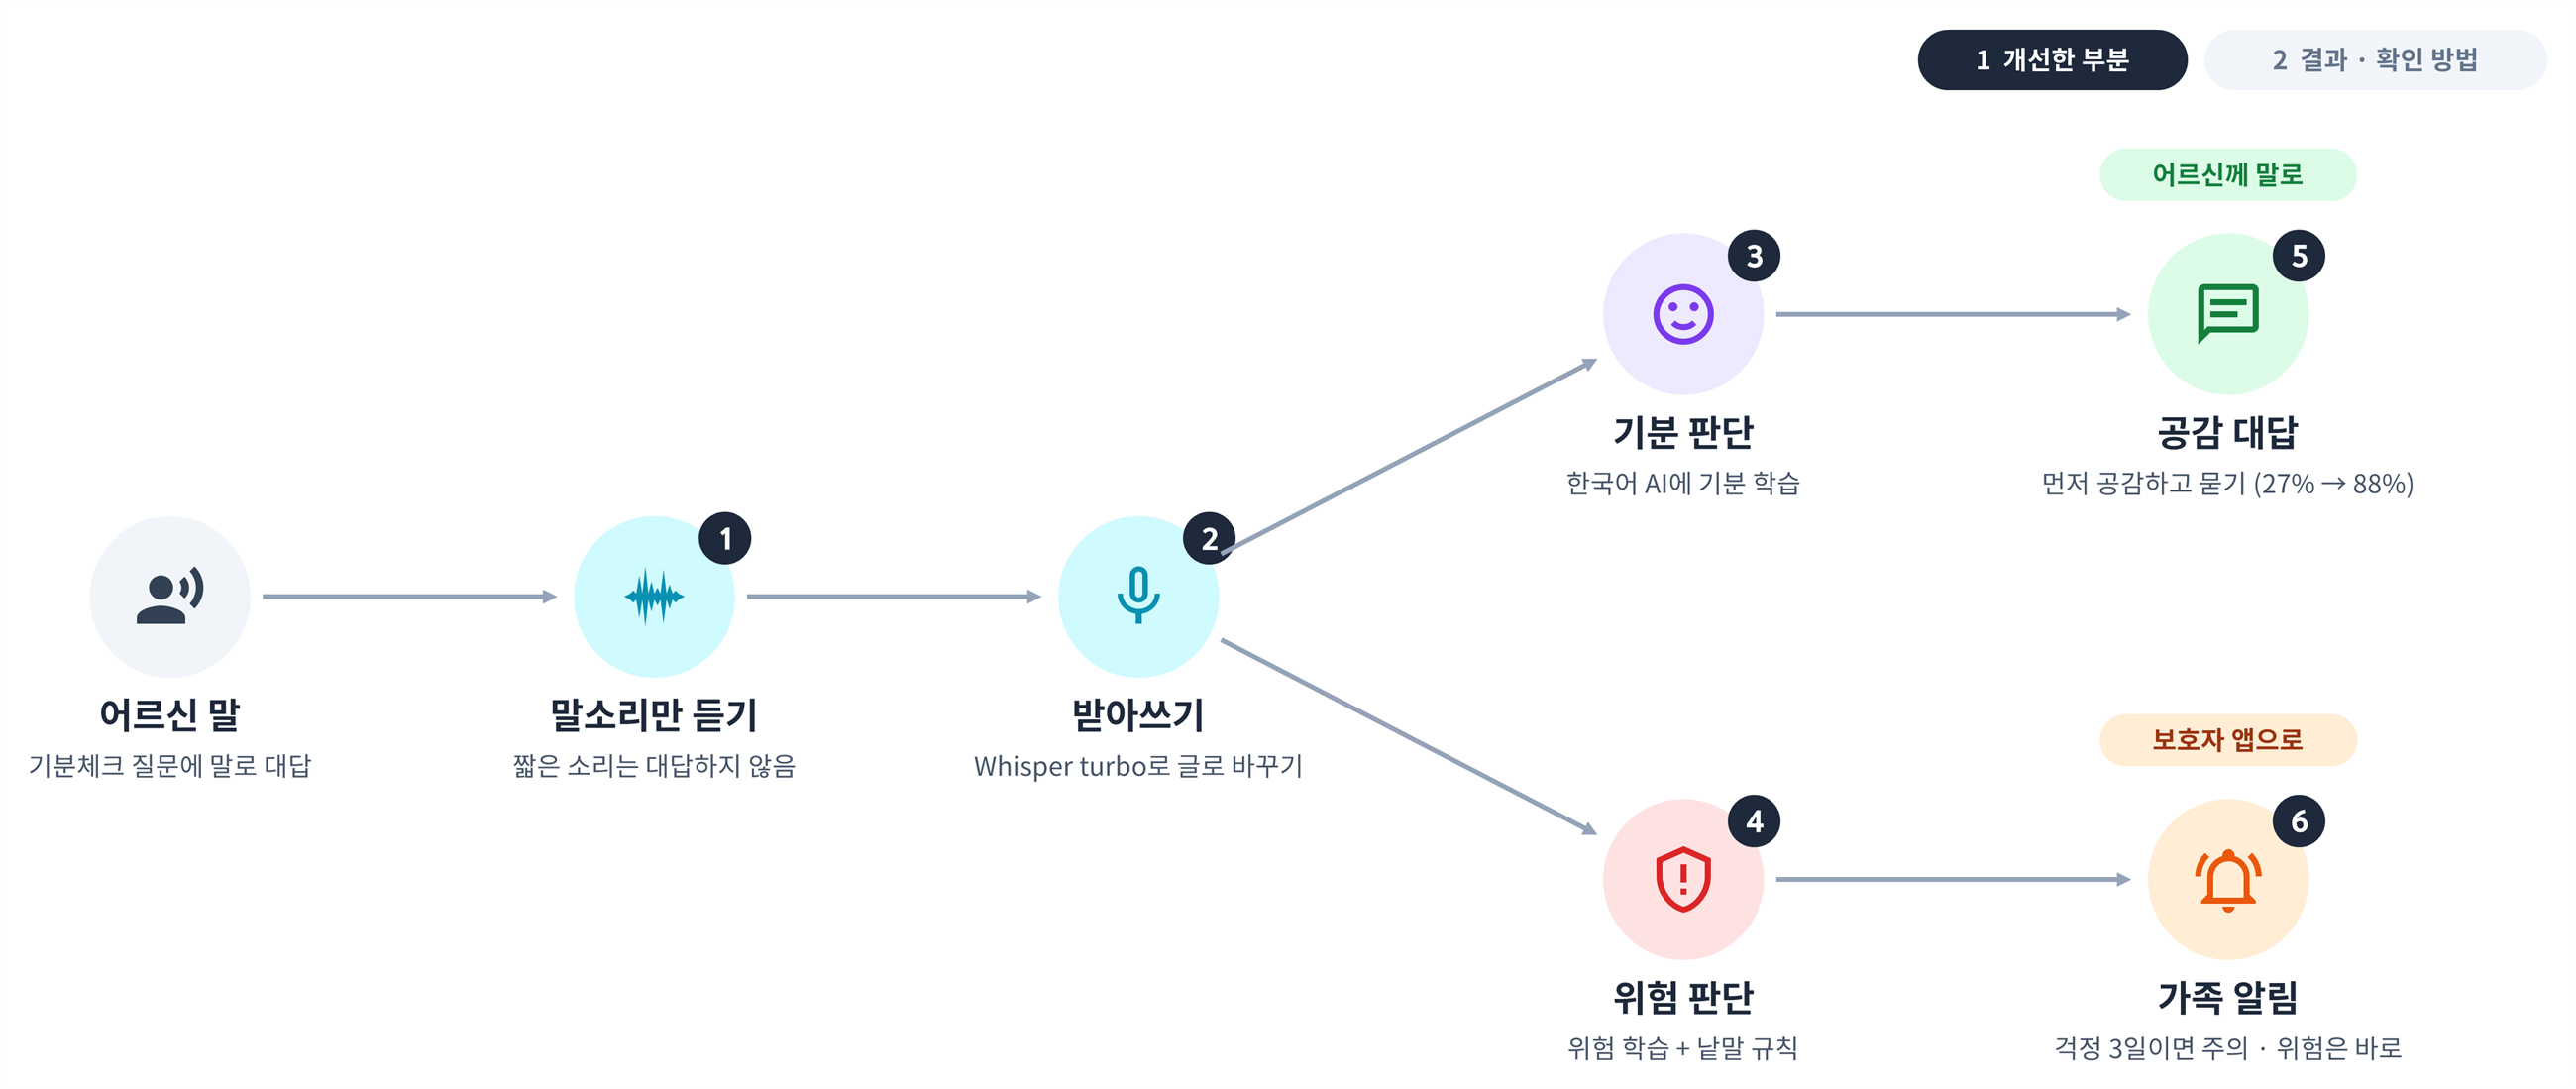 1 개선한 부분
2 결과 · 확인 방법
어르신께 말로
3
5
기분 판단
한국어 AI에 기분 학습
공감 대답
먼저 공감하고 묻기 (27% → 88%)
1
2
어르신 말
기분체크 질문에 말로 대답
말소리만 듣기
짧은 소리는 대답하지 않음
받아쓰기
Whisper turbo로 글로 바꾸기
보호자 앱으로
4
6
위험 판단
위험 학습 + 낱말 규칙
가족 알림
걱정 3일이면 주의 · 위험은 바로